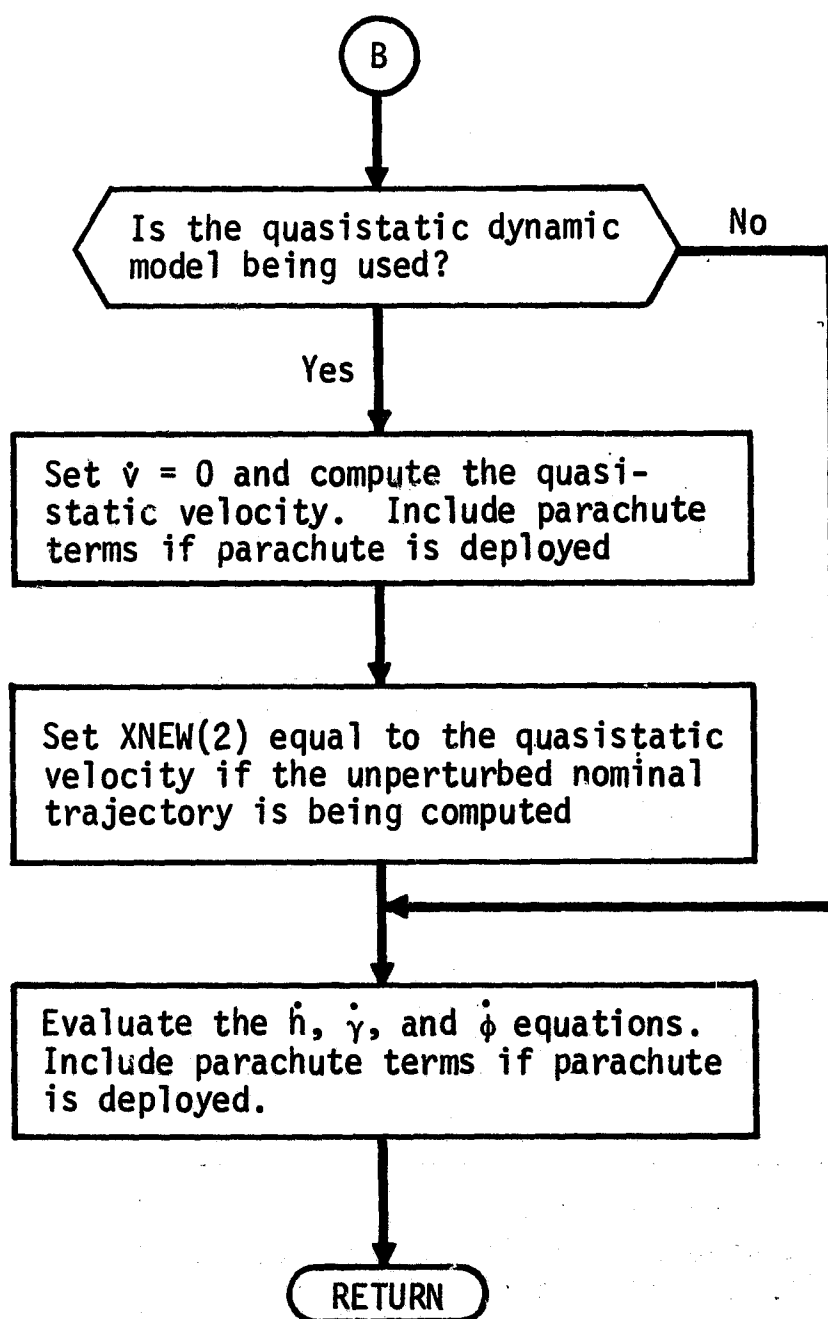 B
Is the quasistatic dynamic
model being used?
No
Yes
Set v̇ = 0 and compute the quasi-
static velocity. Include parachute
terms if parachute is deployed
Set XNEW(2) equal to the quasistatic
velocity if the unperturbed nominal
trajectory is being computed
Evaluate the ḣ, γ̇, and ϕ̇ equations.
Include parachute terms if parachute
is deployed.
RETURN